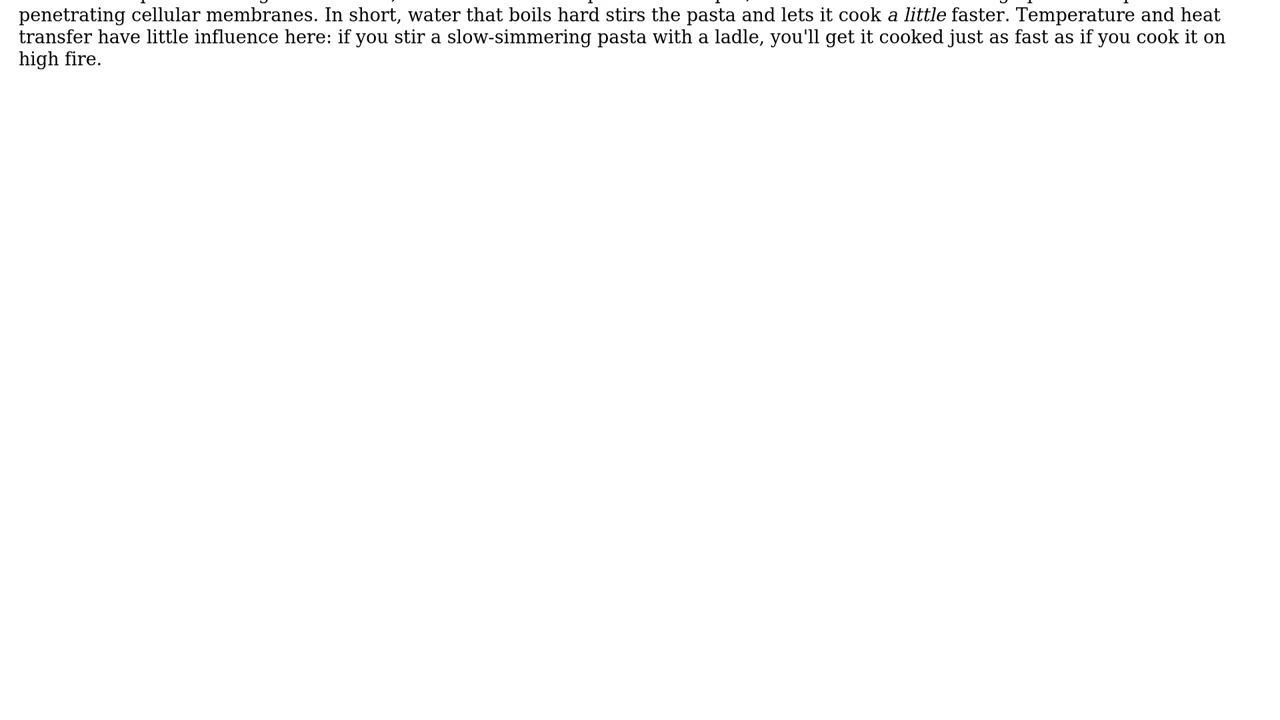 penetrating cellular membranes. In short, water that boils hard stirs the pasta and lets it cook a little faster. Temperature and heat
transfer have little influence here: if you stir a slow-simmering pasta with a ladle, you'll get it cooked just as fast as if you cook it on
high fire.